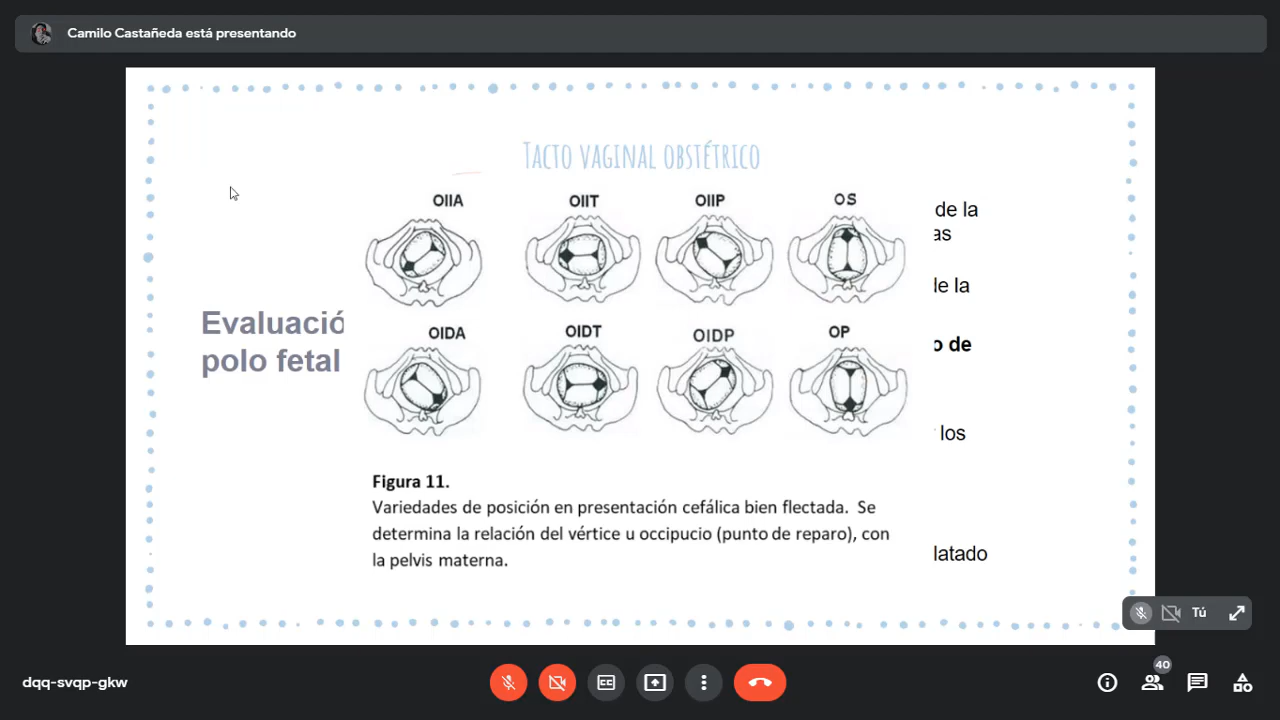 Camilo Castañeda está presentando
Tacto vaginal obstétrico
OIIA OIIT OIIP OS
de la
as
de la
Evaluació
polo fetal
OIDA OIDT OIDP OP
o de
los
Figura 11.
Variedades de posición en presentación cefálica bien flectada. Se
determina la relación del vértice u occipucio (punto de reparo), con
la pelvis materna.
latado
Tú
40
dqq-svqp-gkw
CC